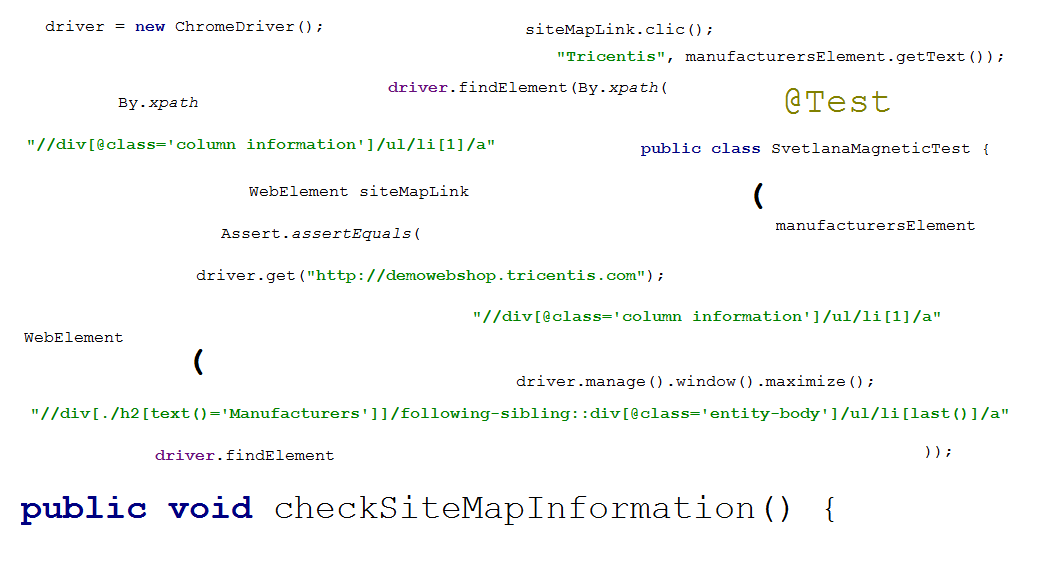 driver = new ChromeDriver();
siteMapLink.clic();
"Tricentis", manufacturersElement.getText());
driver.findElement(By.xpath(
By.xpath
@Test
"//div[@class='column information']/ul/li[1]/a"
public class SvetlanaMagneticTest {
WebElement siteMapLink
(
manufacturersElement
Assert.assertEquals(
driver.get("http://demowebshop.tricentis.com");
"//div[@class='column information']/ul/li[1]/a"
WebElement
(
driver.manage().window().maximize();
"//div[./h2[text()='Manufacturers']]/following-sibling::div[@class='entity-body']/ul/li[last()]/a"
driver.findElement
));
public void checkSiteMapInformation() {